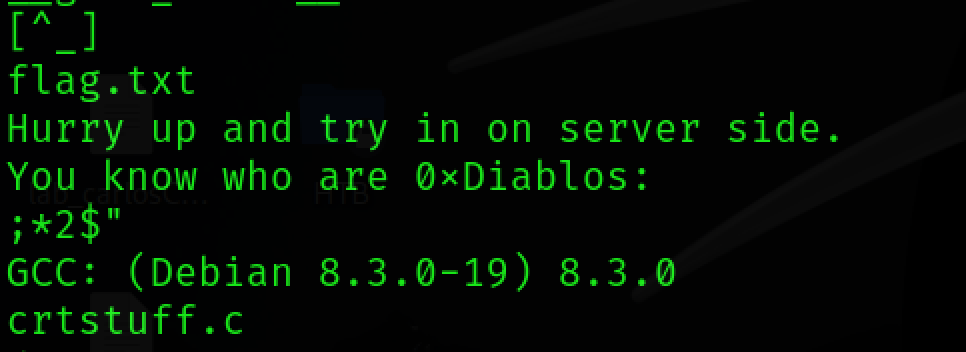 [^_]
flag.txt
Hurry up and try in on server side.
You know who are 0×Diablos:
;*2$"
GCC: (Debian 8.3.0-19) 8.3.0
crtstuff.c
HTB